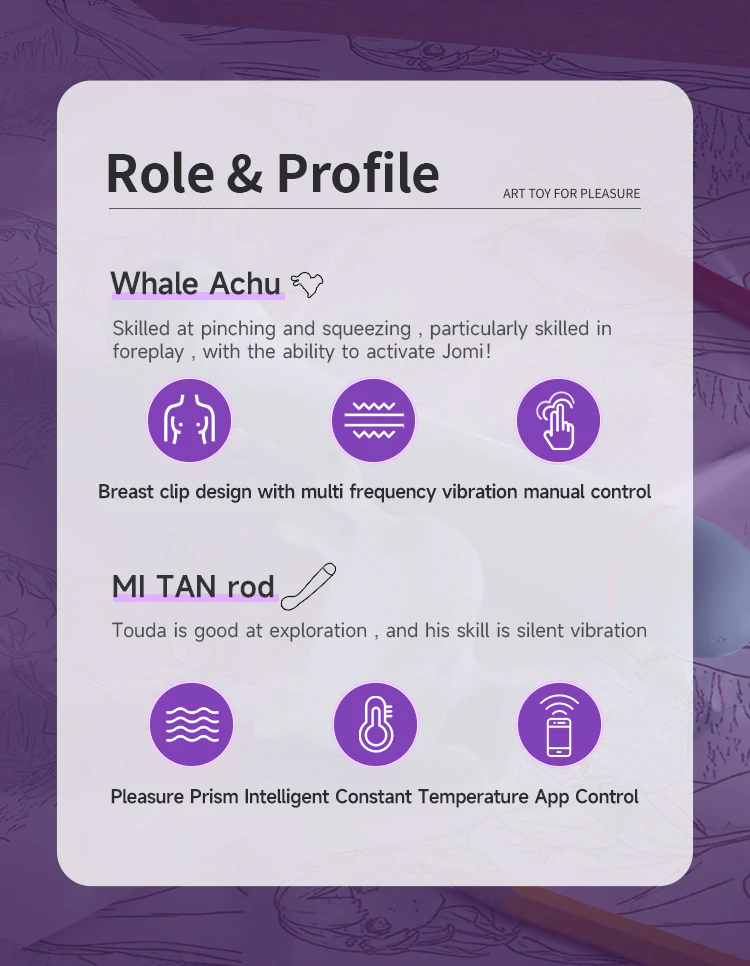 Role & Profile
ART TOY FOR PLEASURE
Whale Achu
Skilled at pinching and squeezing , particularly skilled in
foreplay , with the ability to activate Jomi!
Breast clip design with multi frequency vibration manual control
MI TAN rod
Touda is good at exploration , and his skill is silent vibration
Pleasure Prism Intelligent Constant Temperature App Control